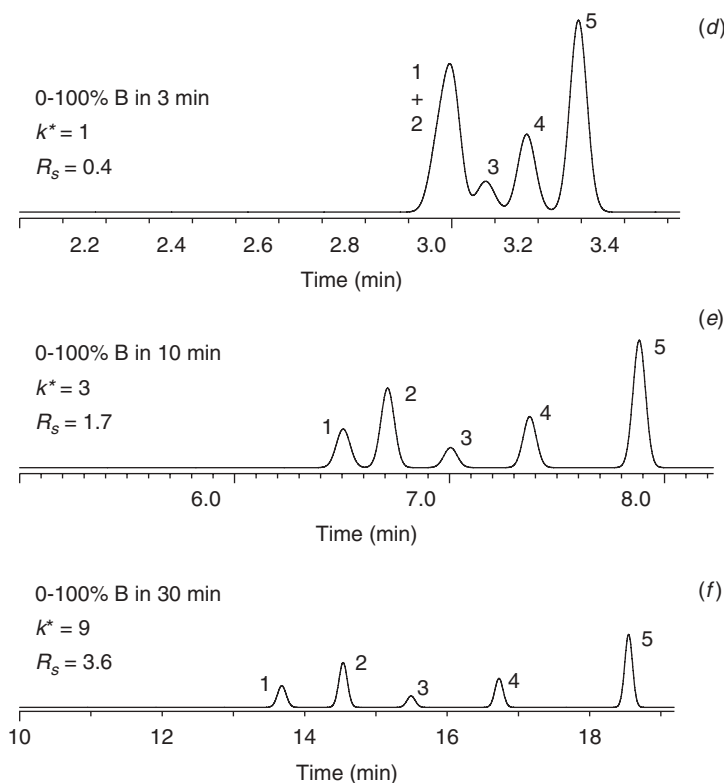 (d)
5
0-100% B in 3 min
k* = 1
R_s = 0.4
1
+
2
3
4
2.2 2.4 2.6 2.8 3.0 3.2 3.4
Time (min)
(e)
0-100% B in 10 min
k* = 3
R_s = 1.7
1 2 3 4 5
6.0 7.0 8.0
Time (min)
(f)
0-100% B in 30 min
k* = 9
R_s = 3.6
1 2 3 4 5
10 12 14 16 18
Time (min)